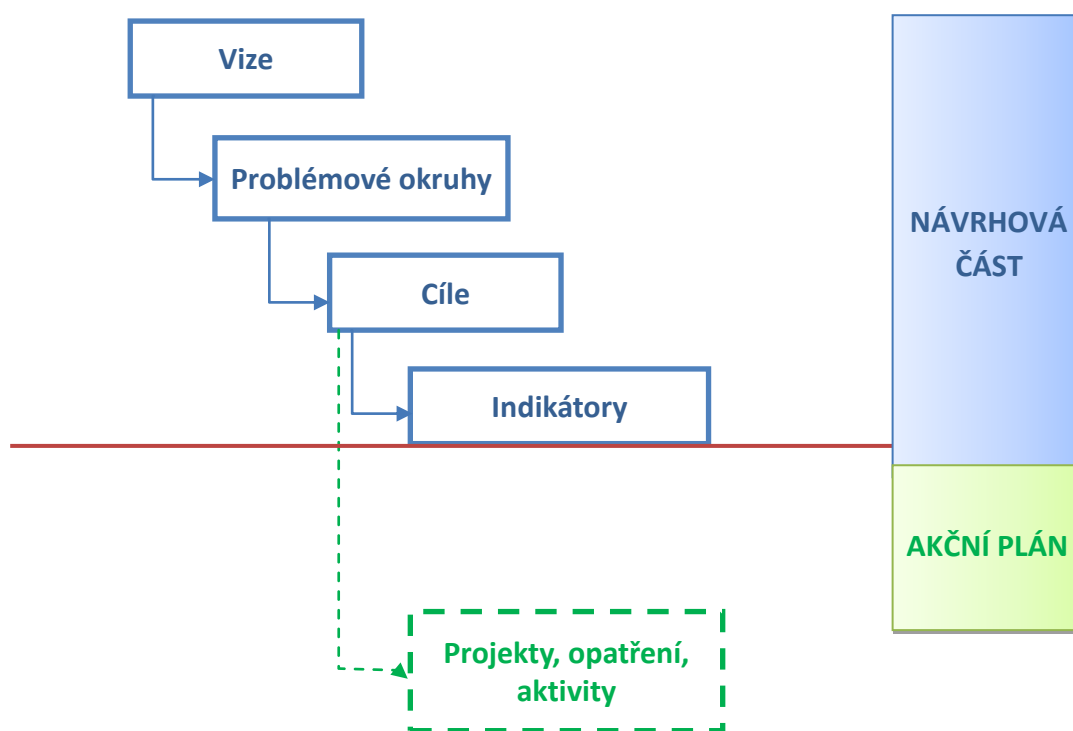 Vize
Problémové okruhy
Cíle
Indikátory
NÁVRHOVÁ
ČÁST
AKČNÍ PLÁN
Projekty, opatření,
aktivity